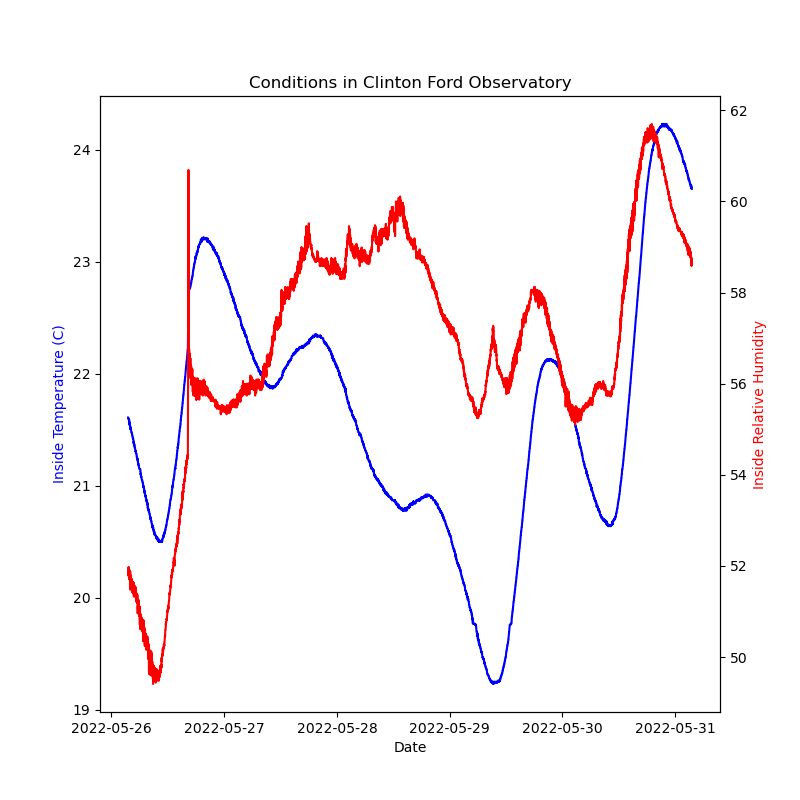 Conditions in Clinton Ford Observatory
Inside Temperature (C)
24
23
22
21
20
19
62
60
58
56
54
52
50
Inside Relative Humidity
2022-05-26 2022-05-27 2022-05-28 2022-05-29 2022-05-30 2022-05-31
Date